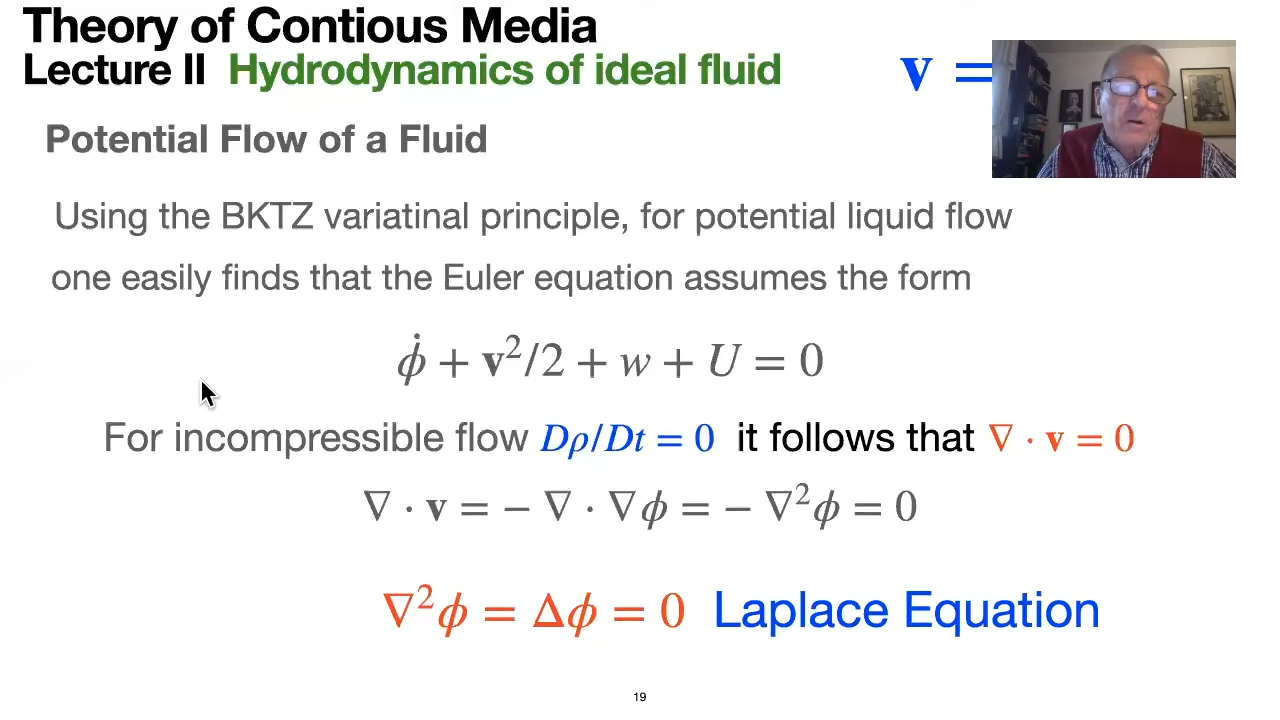 Theory of Contious Media
Lecture II Hydrodynamics of ideal fluid
v =
Potential Flow of a Fluid
Using the BKTZ variatinal principle, for potential liquid flow
one easily finds that the Euler equation assumes the form
ϕ̇ + v²/2 + w + U = 0
For incompressible flow Dρ/Dt = 0 it follows that ∇ · v = 0
∇ · v = − ∇ · ∇ϕ = − ∇²ϕ = 0
∇²ϕ = Δϕ = 0 Laplace Equation
19